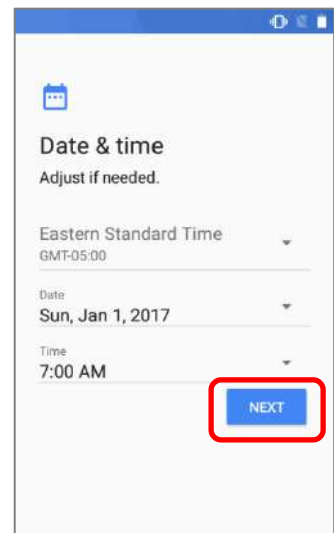 Date & time
Adjust if needed.
Eastern Standard Time
GMT-05:00
Date
Sun, Jan 1, 2017
Time
7:00 AM
NEXT